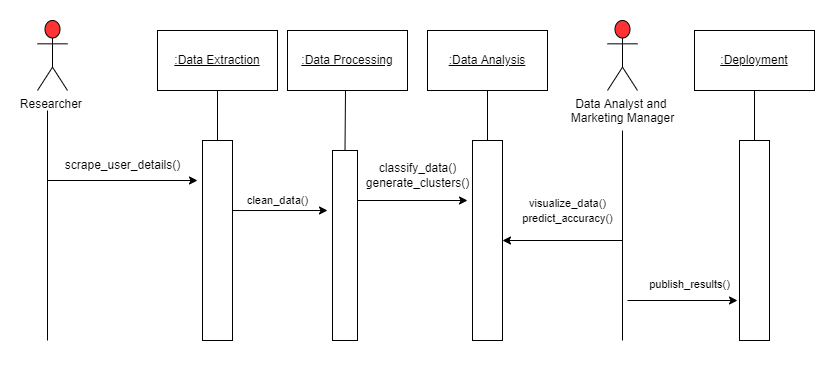 :Data Extraction
:Data Processing
:Data Analysis
:Deployment
Researcher
Data Analyst and
Marketing Manager
scrape_user_details()
classify_data()
generate_clusters()
clean_data()
visualize_data()
predict_accuracy()
publish_results()